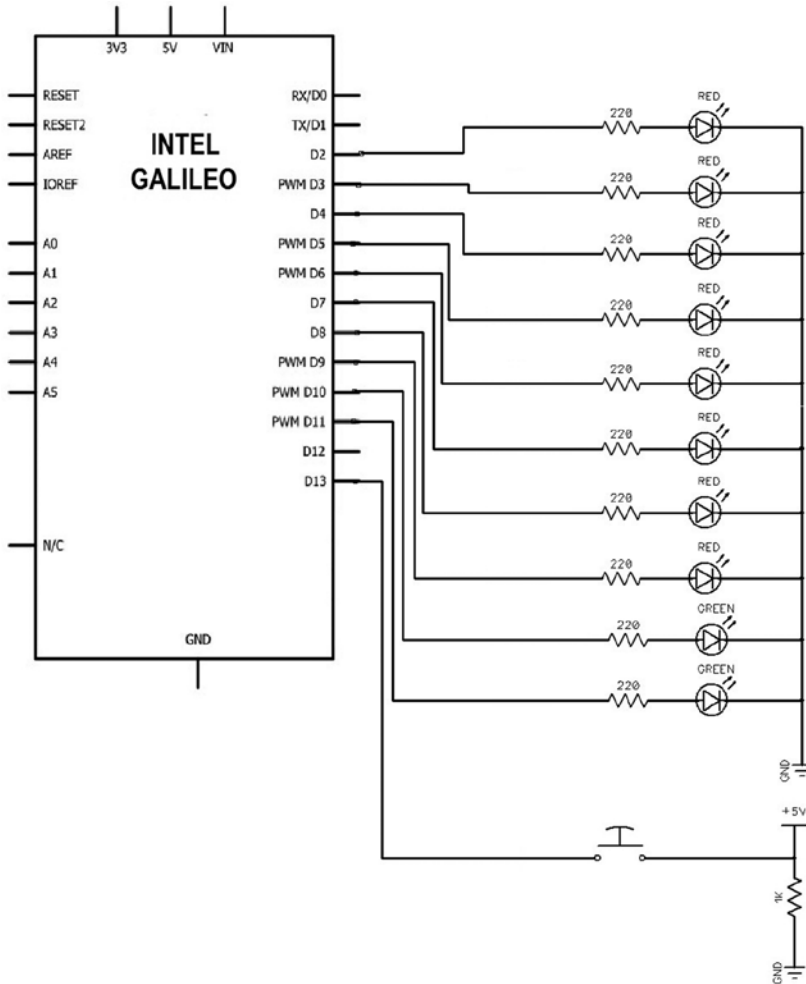 3V3 5V VIN
RESET
RESET2
AREF
IOREF
A0
A1
A2
A3
A4
A5
N/C
INTEL
GALILEO
RX/D0
TX/D1
D2
PWM D3
D4
PWM D5
PWM D6
D7
D8
PWM D9
PWM D10
PWM D11
D12
D13
GND
RED
220
RED
220
RED
220
RED
220
RED
220
RED
220
RED
220
RED
220
GREEN
220
GREEN
220
GND
+5V
1K
GND